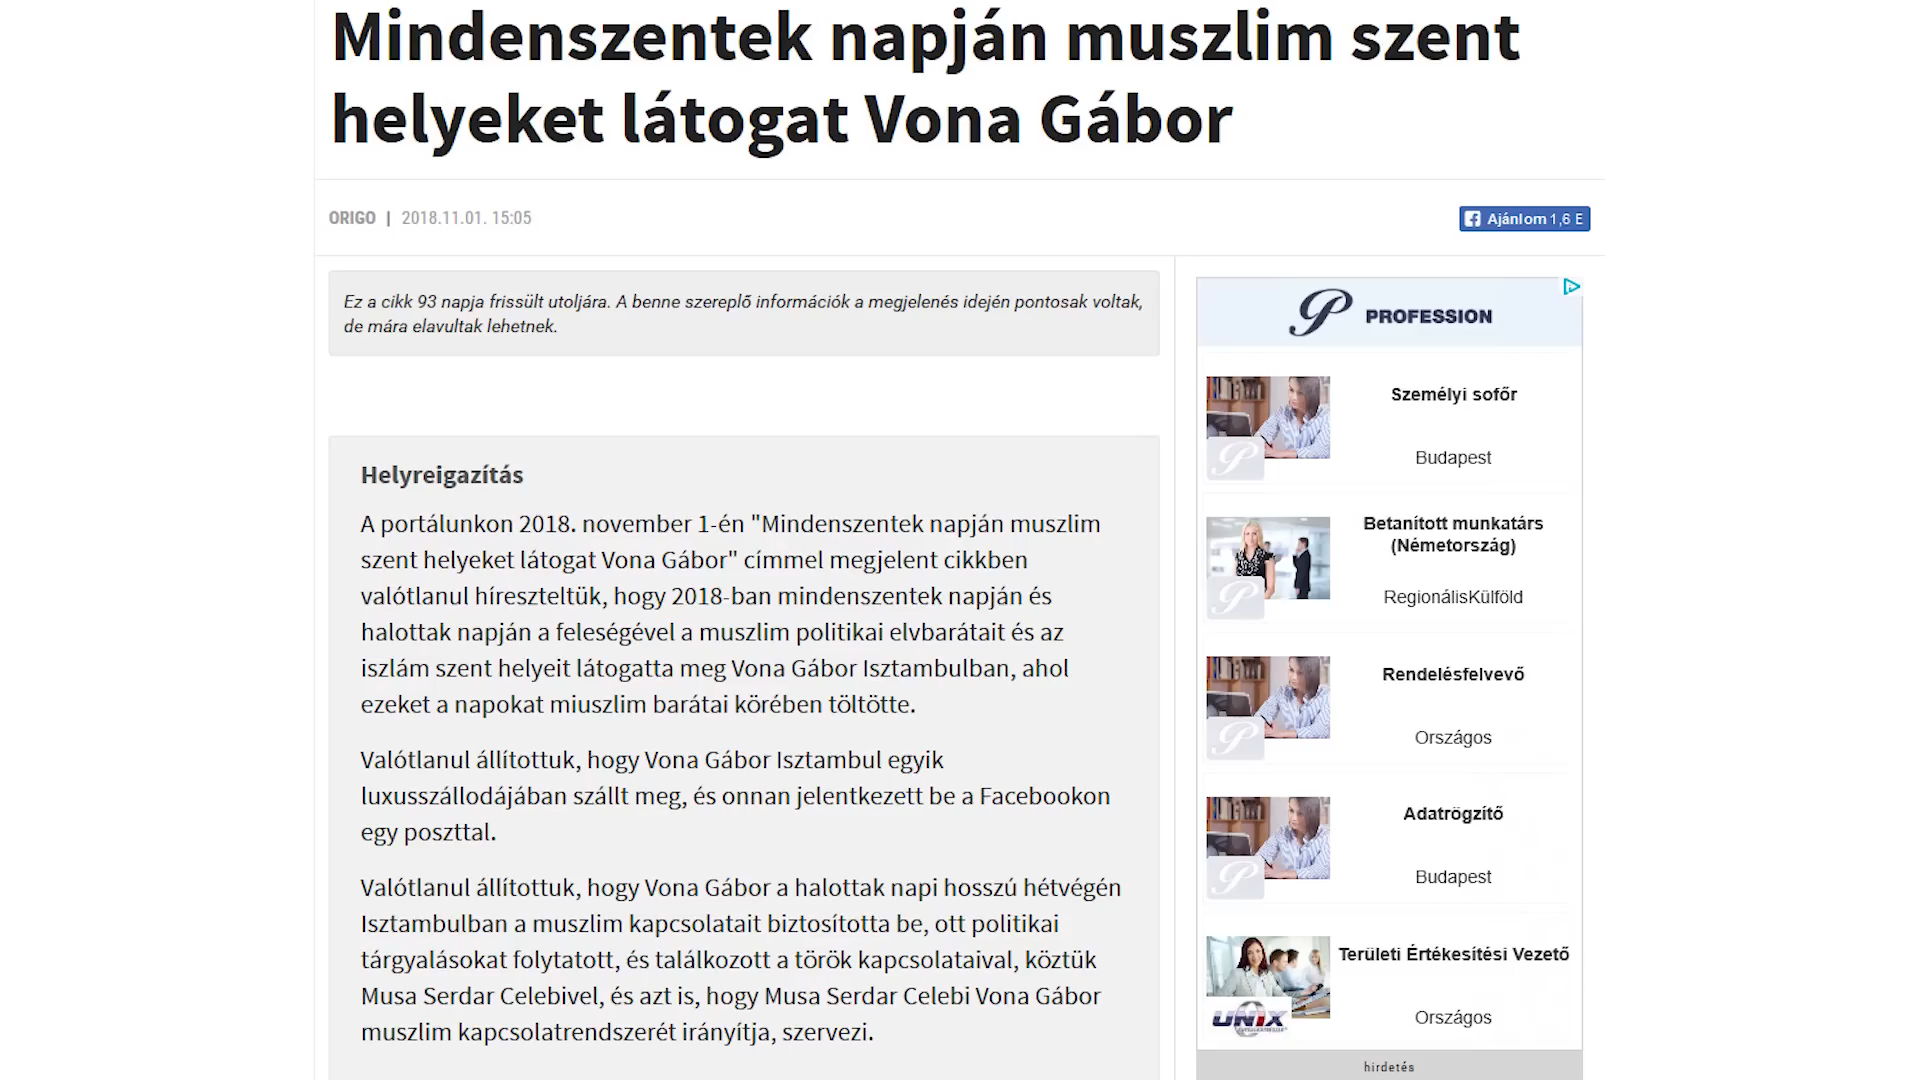 Mindenszentek napján muszlim szent
helyeket látogat Vona Gábor
ORIGO | 2018.11.01. 15:05
Ajánlom 1,6 E
Ez a cikk 93 napja frissült utoljára. A benne szereplő információk a megjelenés idején pontosak voltak,
de mára elavultak lehetnek.
Helyreigazítás
A portálunkon 2018. november 1-én "Mindenszentek napján muszlim
szent helyeket látogat Vona Gábor" címmel megjelent cikkben
valótlanul híreszteltük, hogy 2018-ban mindenszentek napján és
halottak napján a feleségével a muszlim politikai elvbarátait és az
iszlám szent helyeit látogatta meg Vona Gábor Isztambulban, ahol
ezeket a napokat miuszlim barátai körében töltötte.
Valótlanul állítottuk, hogy Vona Gábor Isztambul egyik
luxusszállodájában szállt meg, és onnan jelentkezett be a Facebookon
egy poszttal.
Valótlanul állítottuk, hogy Vona Gábor a halottak napi hosszú hétvégén
Isztambulban a muszlim kapcsolatait biztosította be, ott politikai
tárgyalásokat folytatott, és találkozott a török kapcsolataival, köztük
Musa Serdar Celebivel, és azt is, hogy Musa Serdar Celebi Vona Gábor
muszlim kapcsolatrendszerét irányítja, szervezi.
P PROFESSION
Személyi sofőr
Budapest
Betanított munkatárs
(Németország)
RegionálisKülföld
Rendelésfelvevő
Országos
Adatrögzítő
Budapest
Területi Értékesítési Vezető
UNIX
Országos
hirdetés